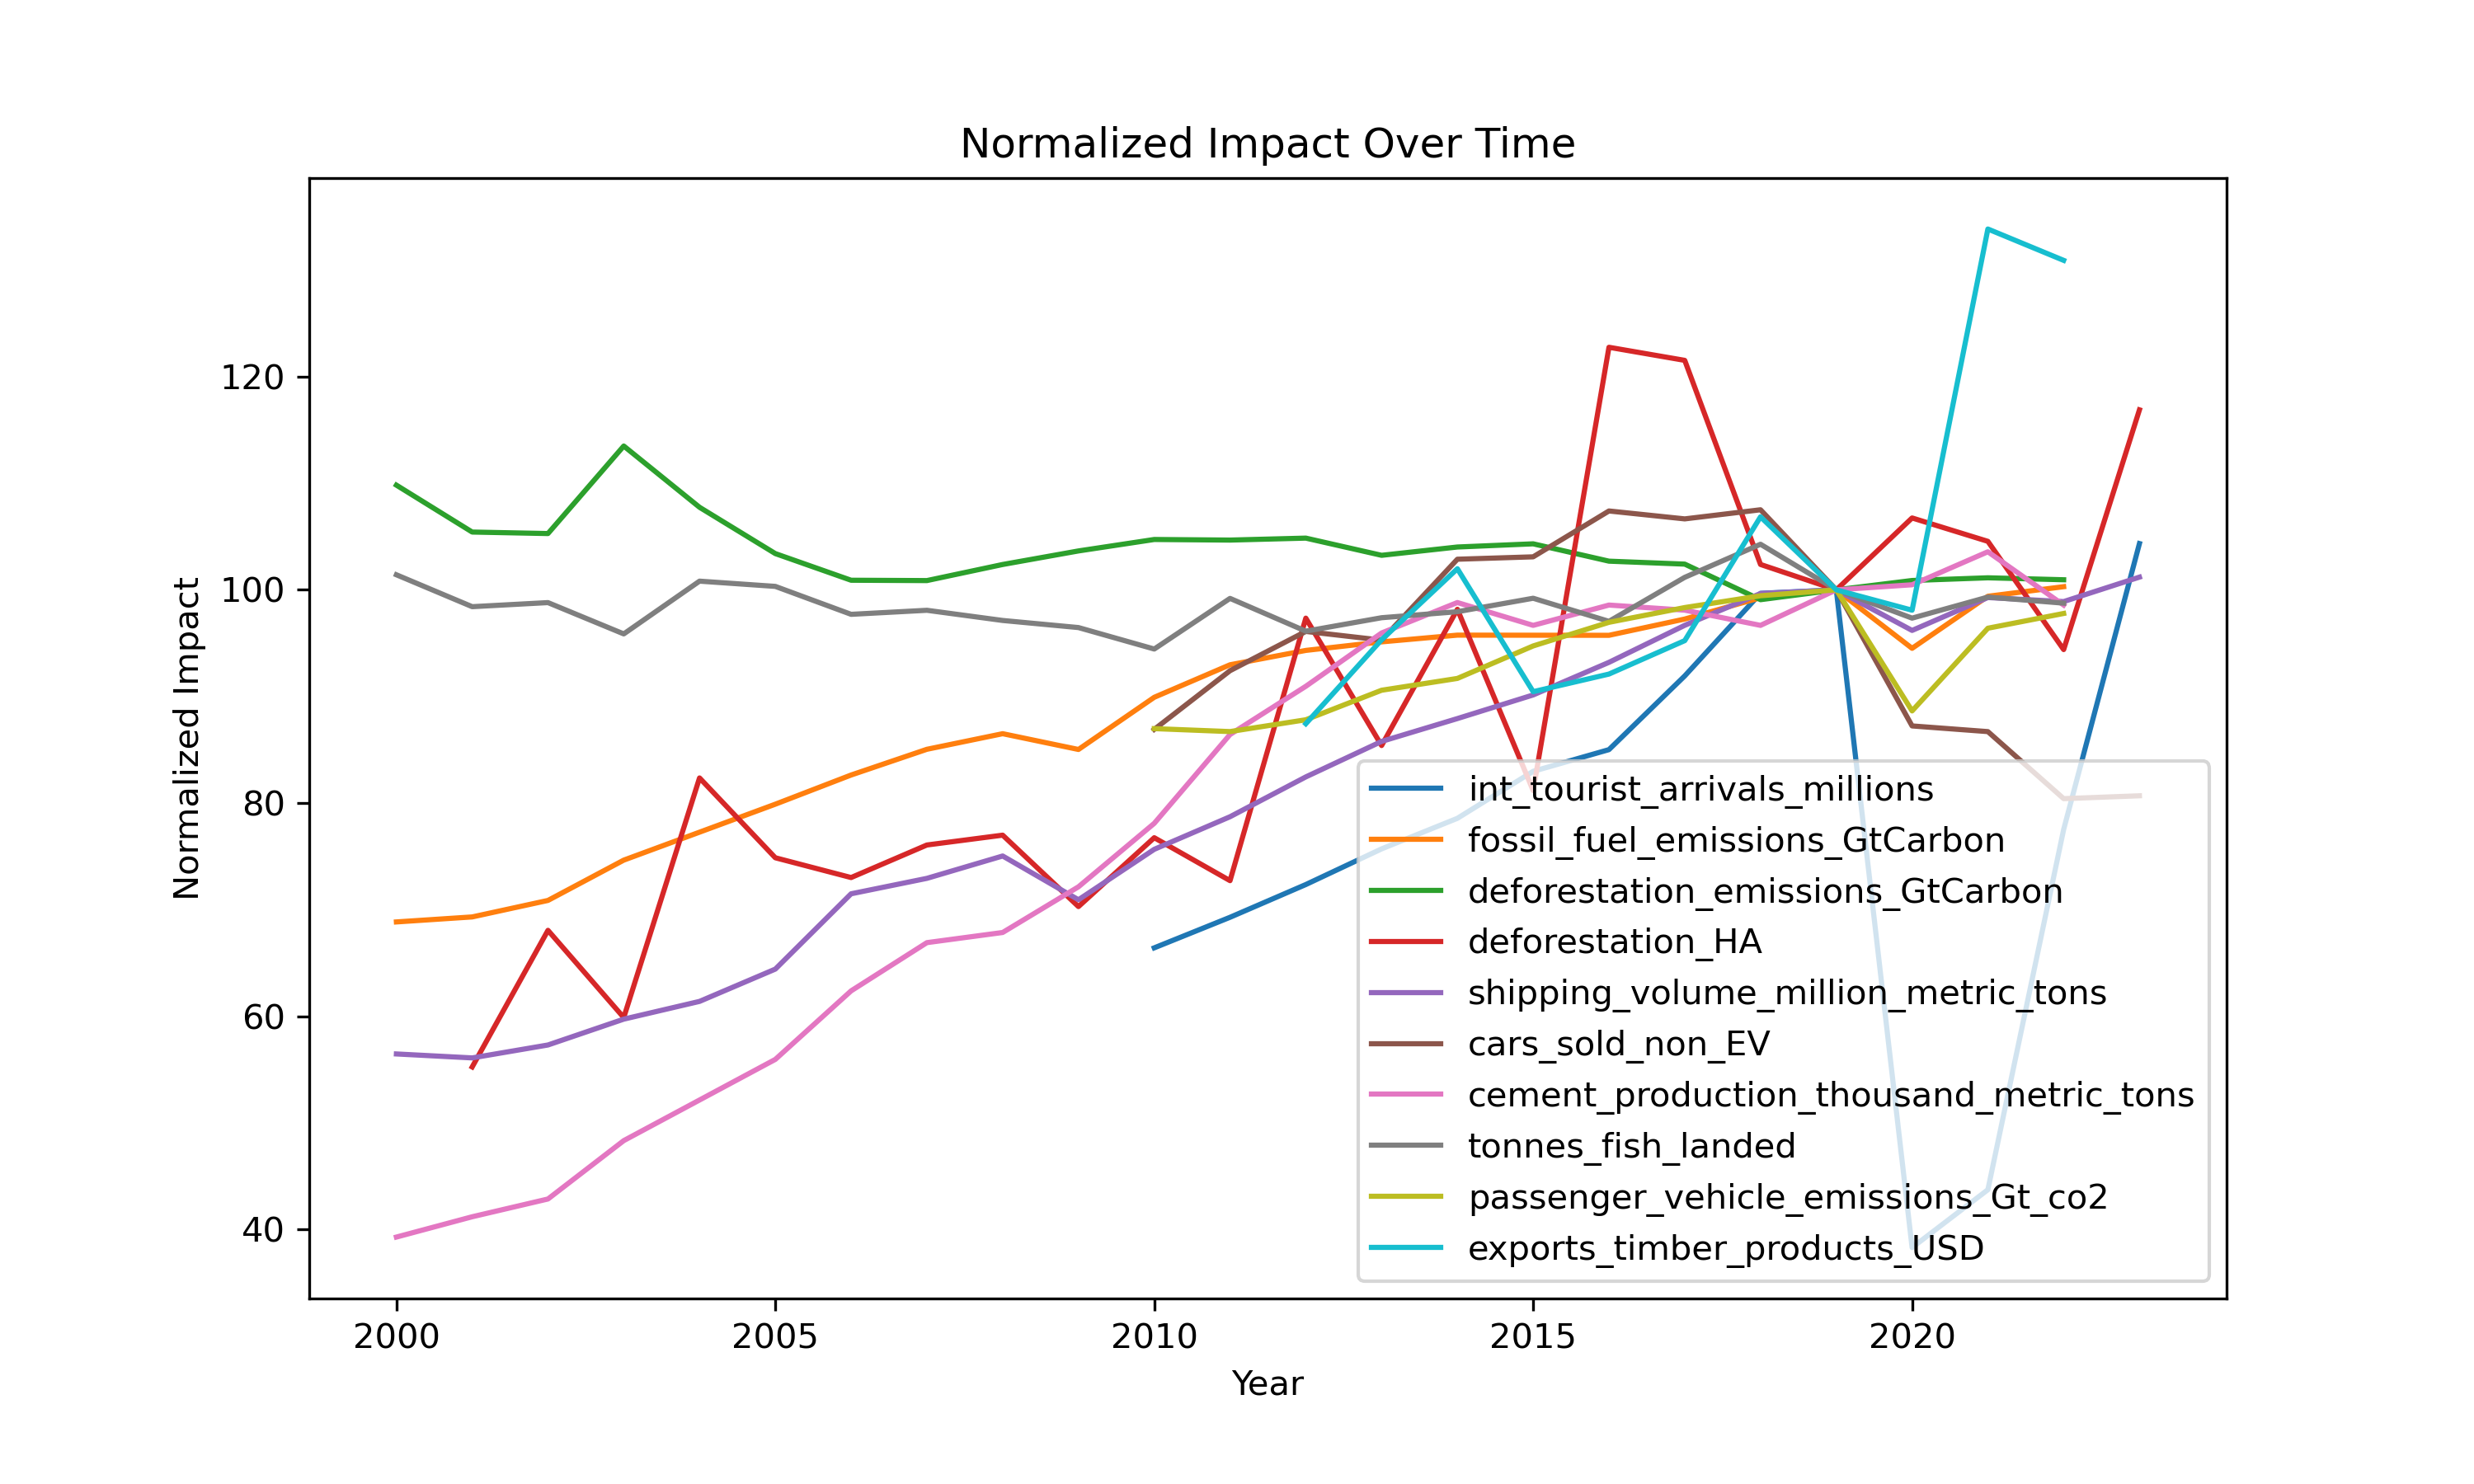 Normalized Impact Over Time
Normalized Impact
120
100
80
60
40
int_tourist_arrivals_millions
fossil_fuel_emissions_GtCarbon
deforestation_emissions_GtCarbon
deforestation_HA
shipping_volume_million_metric_tons
cars_sold_non_EV
cement_production_thousand_metric_tons
tonnes_fish_landed
passenger_vehicle_emissions_Gt_co2
exports_timber_products_USD
2000 2005 2010 2015 2020
Year